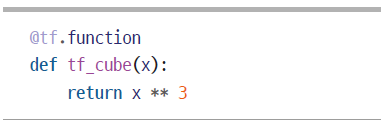 @tf.function
def tf_cube(x):
    return x ** 3